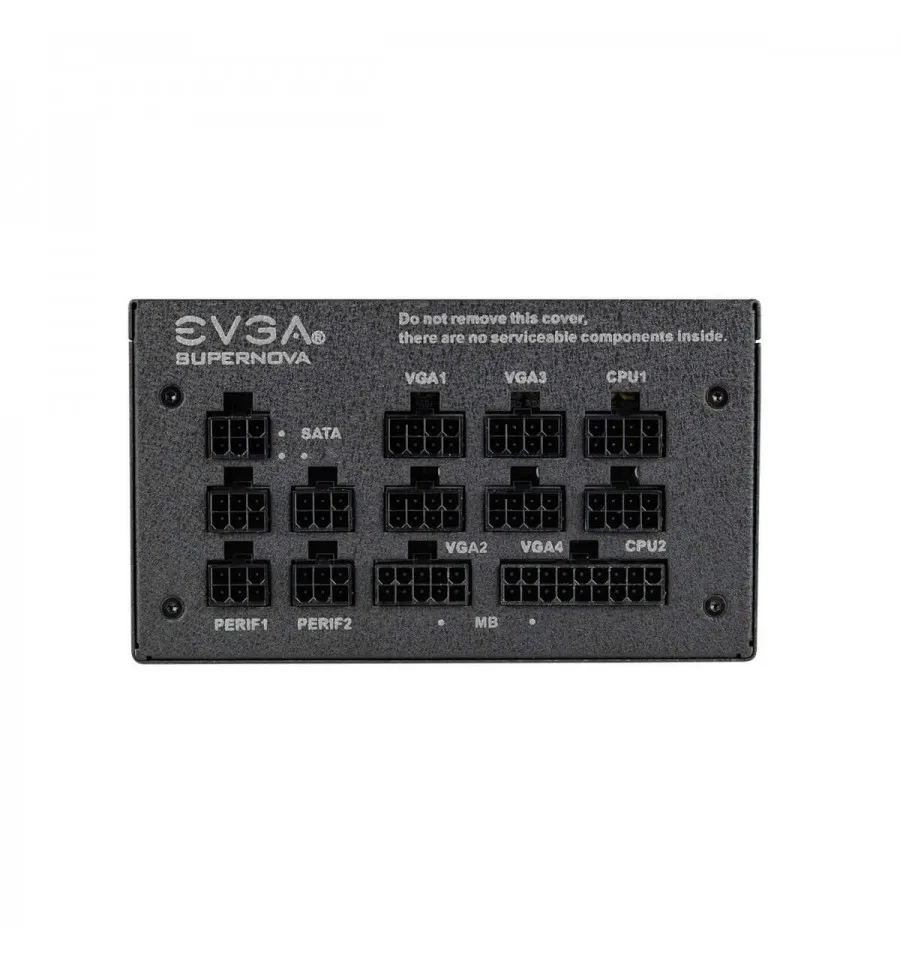 EVGA®
SUPERNOVA
Do not remove this cover,
there are no serviceable components inside.
VGA1
VGA3
CPU1
SATA
VGA2
VGA4
CPU2
PERIF1
PERIF2
MB